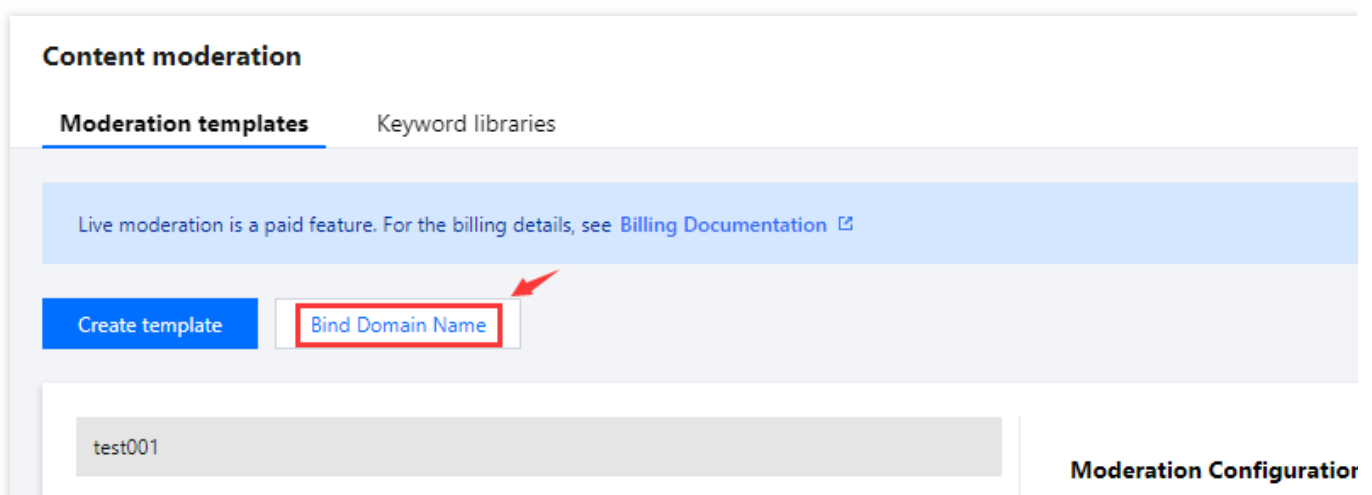 Content moderation
Moderation templates
Keyword libraries
Live moderation is a paid feature. For the billing details, see Billing Documentation
Create template
Bind Domain Name
test001
Moderation Configuration